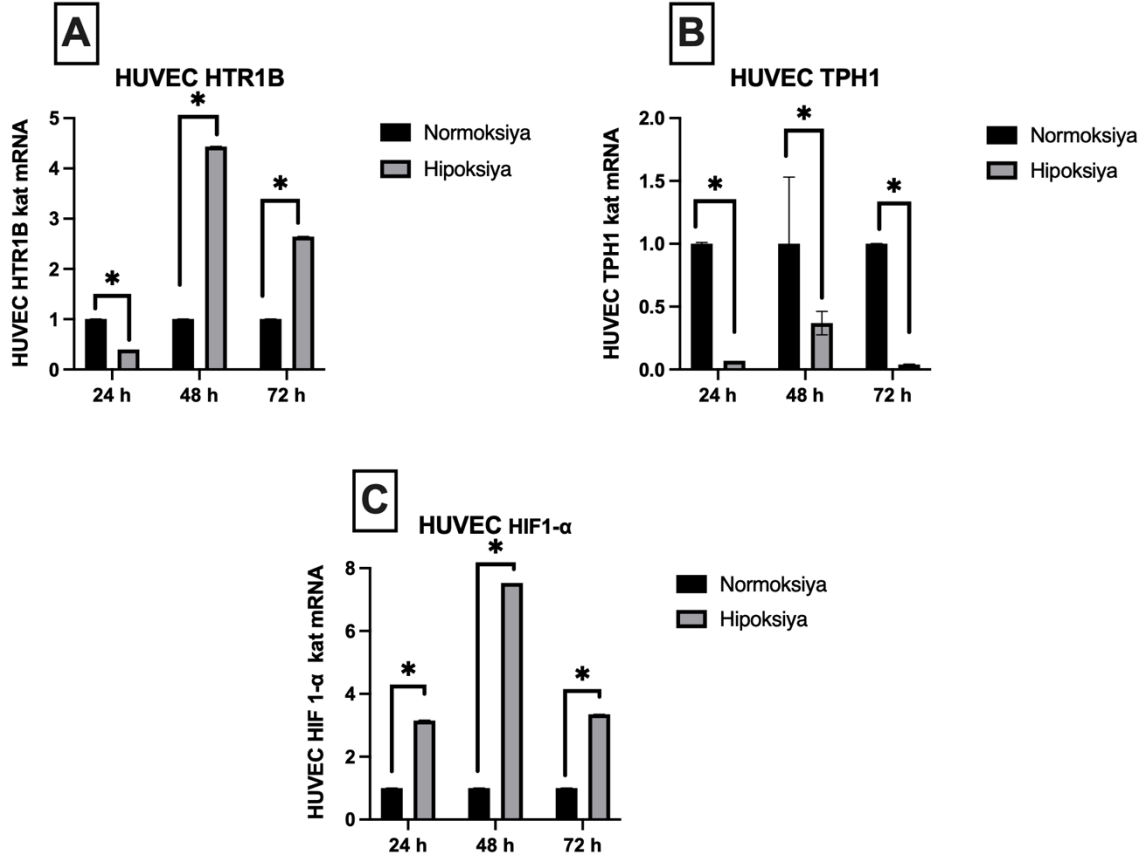 A
HUVEC HTR1B
HUVEC HTR1B kat mRNA
5
4
3
2
1
0
*
*
*
24 h
48 h
72 h
Normoksiya
Hipoksiya
B
HUVEC TPH1
HUVEC TPH1 kat mRNA
2.0
1.5
1.0
0.5
0.0
*
*
*
24 h
48 h
72 h
Normoksiya
Hipoksiya
C
HUVEC HIF1-α
HUVEC HIF 1-α kat mRNA
8
6
4
2
0
*
*
*
24 h
48 h
72 h
Normoksiya
Hipoksiya